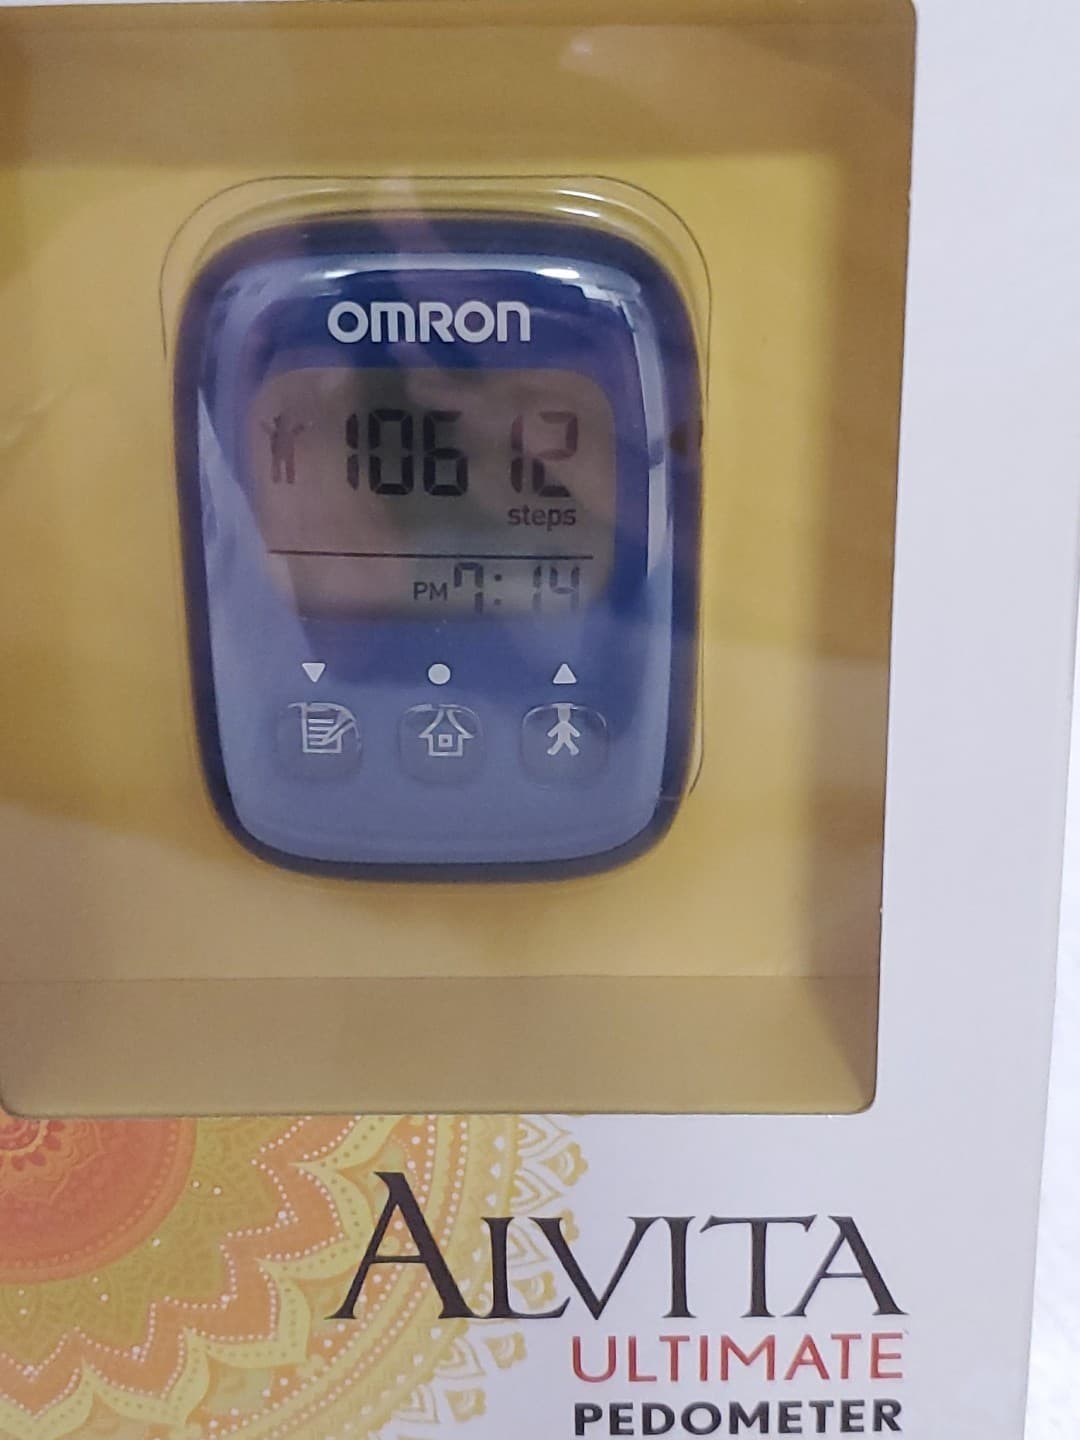 OMRON
10612
steps
PM 7:14
ALVITA
ULTIMATE
PEDOMETER